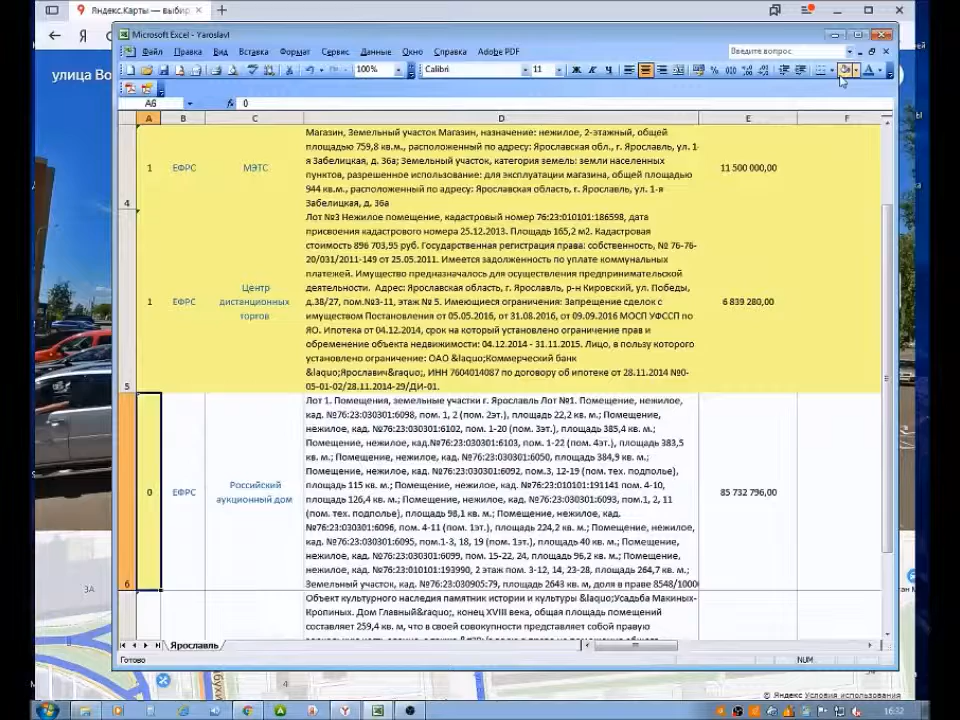 Яндекс.Карты — выбир
улица Во
Microsoft Excel - Yaroslavl
Файл Правка Вид Вставка Формат Сервис Данные Окно Справка Adobe PDF
Введите вопрос
100%
Calibri
11
Ж К Ч
A6
fx 0
A B C D E F
4
1
ЕФРС
МЭТС
Магазин, Земельный участок Магазин, назначение: нежилое, 2-этажный, общей
площадью 759,8 кв.м., расположенный по адресу: Ярославская обл., г. Ярославль, ул. 1-
я Забелицкая, д. 36а; Земельный участок, категория земель: земли населенных
пунктов, разрешенное использование: для эксплуатации магазина, общей площадью
944 кв.м., расположенный по адресу: Ярославская область, г. Ярославль, ул. 1-я
Забелицкая, д. 36а
11 500 000,00
5
1
ЕФРС
Центр
дистанционных
торгов
Лот №3 Нежилое помещение, кадастровый номер 76:23:010101:186598, дата
присвоения кадастрового номера 25.12.2013. Площадь 165,2 м2. Кадастровая
стоимость 896 703,95 руб. Государственная регистрация права: собственность, № 76-76-
20/031/2011-149 от 25.05.2011. Имеется задолженность по уплате коммунальных
платежей. Имущество предназначалось для осуществления предпринимательской
деятельности. Адрес: Ярославская область, г. Ярославль, р-н Кировский, ул. Победы,
д.38/27, пом.№3-11, этаж № 5. Имеющиеся ограничения: Запрещение сделок с
имуществом Постановления от 05.05.2016, от 31.08.2016, от 09.09.2016 МОСП УФССП по
ЯО. Ипотека от 04.12.2014, срок на который установлено ограничение прав и
обременение объекта недвижимости: 04.12.2014 - 31.11.2015. Лицо, в пользу которого
установлено ограничение: ОАО &laquo;Коммерческий банк
&laquo;Ярославич&raquo;, ИНН 7604014087 по договору об ипотеке от 28.11.2014 №0-
05-01-02/28.11.2014-29/ДИ-01.
6 839 280,00
6
0
ЕФРС
Российский
аукционный дом
Лот 1. Помещения, земельные участки г. Ярославль Лот №1. Помещение, нежилое,
кад. №76:23:030301:6098, пом. 1, 2 (пом. 2эт.), площадь 22,2 кв. м.; Помещение,
нежилое, кад. №76:23:030301:6102, пом. 1-20 (пом. 3эт.), площадь 385,4 кв. м.;
Помещение, нежилое, кад.№76:23:030301:6103, пом. 1-22 (пом. 4эт.), площадь 383,5
кв. м.; Помещение, нежилое, кад. №76:23:030301:6050, площадь 384,9 кв. м.;
Помещение, нежилое, кад. №76:23:030301:6092, пом.3, 12-19 (пом. тех. подполье),
площадь 115 кв. м.; Помещение, нежилое, кад. №76:23:010101:191141 пом. 4-10,
площадь 126,4 кв. м.; Помещение, нежилое, кад. №76:23:030301:6093, пом.1, 2, 11
(пом. тех. подполье), площадь 98,1 кв. м.; Помещение, нежилое, кад.
№76:23:030301:6096, пом. 4-11 (пом. 1эт.), площадь 224,2 кв. м.; Помещение, нежилое,
кад. №76:23:030301:6095, пом.1-3, 18, 19 (пом. 1эт.), площадь 40 кв. м.; Помещение,
нежилое, кад. №76:23:030301:6099, пом. 15-22, 24, площадь 96,2 кв. м.; Помещение,
нежилое, кад. №76:23:010101:193990, 2 этаж пом. 3-12, 14, 23-28, площадь 264,7 кв. м.;
Земельный участок, кад. №76:23:030905:79, площадь 2643 кв. м, доля в праве 8548/1000
85 732 796,00
Объект культурного наследия памятник истории и культуры &laquo;Усадьба Макиных-
Кропиных. Дом Главный&raquo;, конец XVIII века, общая площадь помещений
составляет 259,4 кв. м, что в своей совокупности представляет собой правую
Ярославль
Готово
NUM
3А
4
© Яндекс Условия использования
16:32